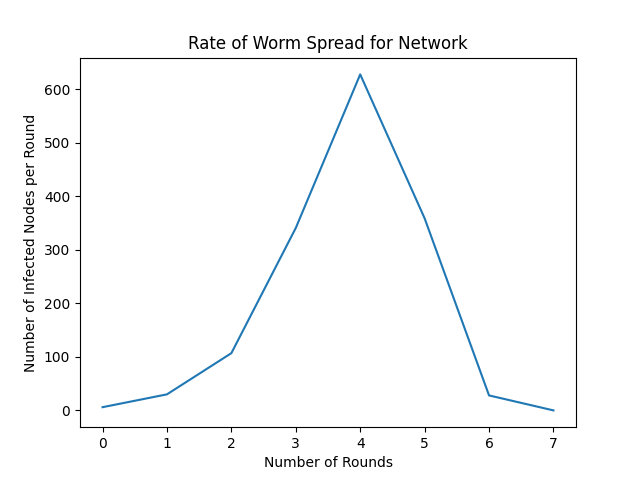 Rate of Worm Spread for Network
Number of Infected Nodes per Round
600
500
400
300
200
100
0
0 1 2 3 4 5 6 7
Number of Rounds